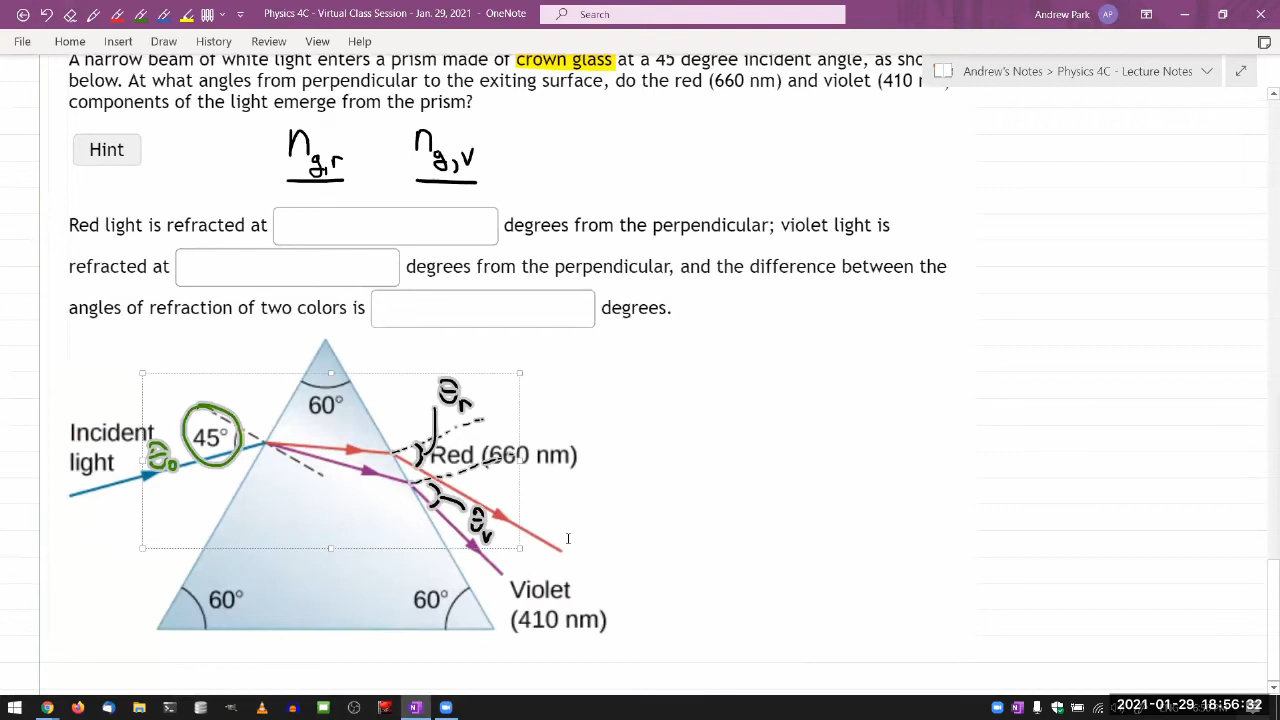 Virtual Class Session - Jan 29, 2021 - OneNote
Search
Andrew Park
AP
File Home Insert Draw History Review View Help
A narrow beam of white light enters a prism made of crown glass at a 45 degree incident angle, as sho
below. At what angles from perpendicular to the exiting surface, do the red (660 nm) and violet (410 n
components of the light emerge from the prism?
Andrew's Notes > Physics 4C - Lecture Notes
Hint
n g,r
n g,v
Red light is refracted at degrees from the perpendicular; violet light is
refracted at degrees from the perpendicular, and the difference between the
angles of refraction of two colors is degrees.
60°
θr
Incident
light
45°
θ0
Red (660 nm)
θv
60°
60°
Violet
(410 nm)
2021-01-29 18:56:32